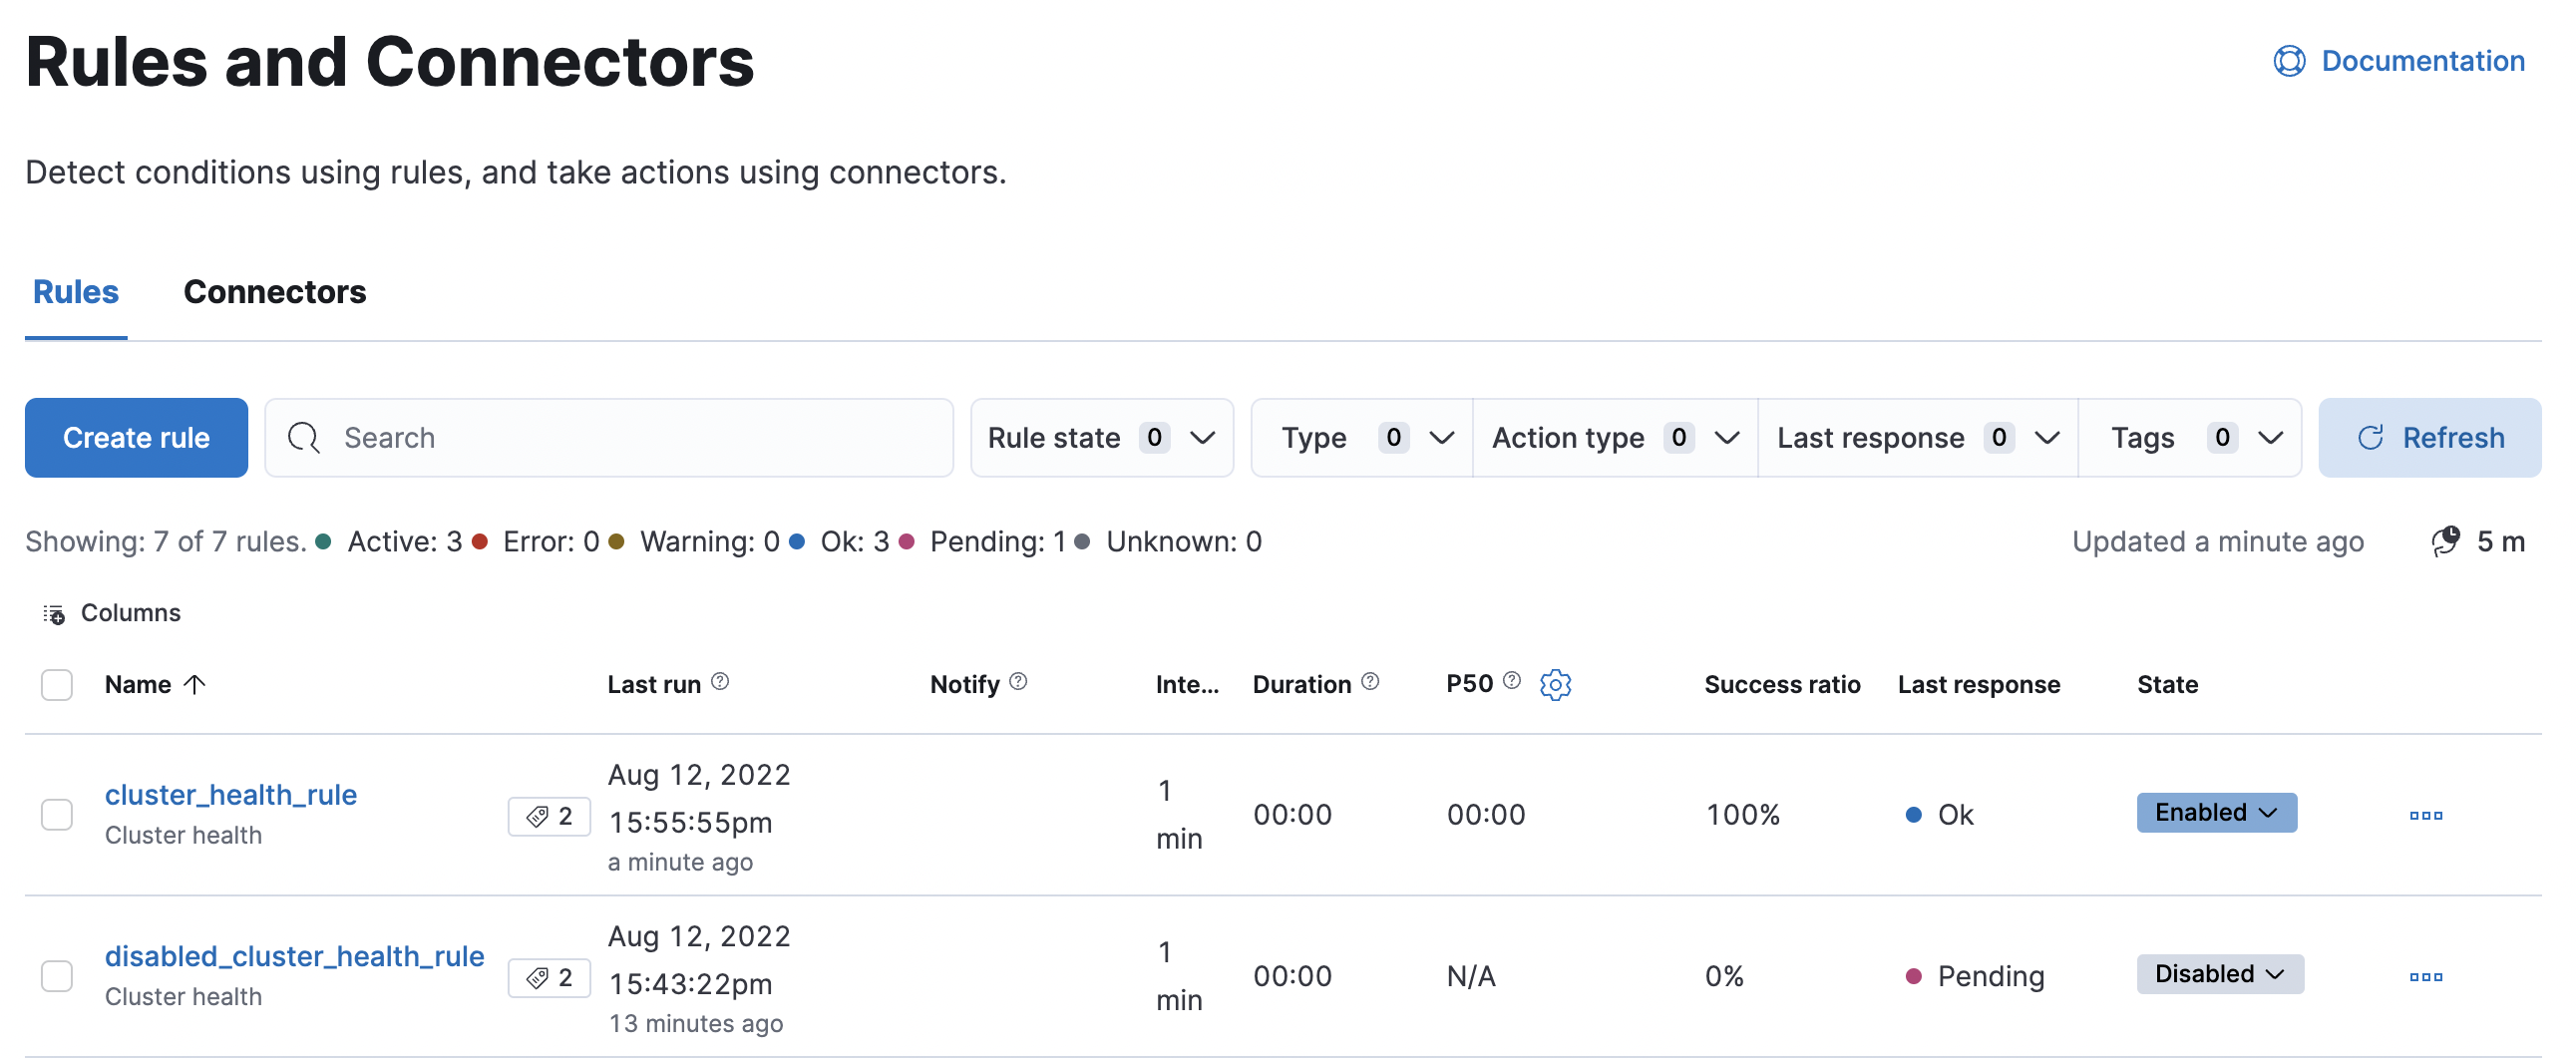 Rules and Connectors
Documentation
Detect conditions using rules, and take actions using connectors.
Rules Connectors
Create rule Search Rule state 0 Type 0 Action type 0 Last response 0 Tags 0 Refresh
Showing: 7 of 7 rules. Active: 3 Error: 0 Warning: 0 Ok: 3 Pending: 1 Unknown: 0 Updated a minute ago 5 m
Columns
Name Last run Notify Inte... Duration P50 Success ratio Last response State
cluster_health_rule
Cluster health
2
Aug 12, 2022
15:55:55pm
a minute ago
1
min
00:00 00:00 100% Ok Enabled
disabled_cluster_health_rule
Cluster health
2
Aug 12, 2022
15:43:22pm
13 minutes ago
1
min
00:00 N/A 0% Pending Disabled